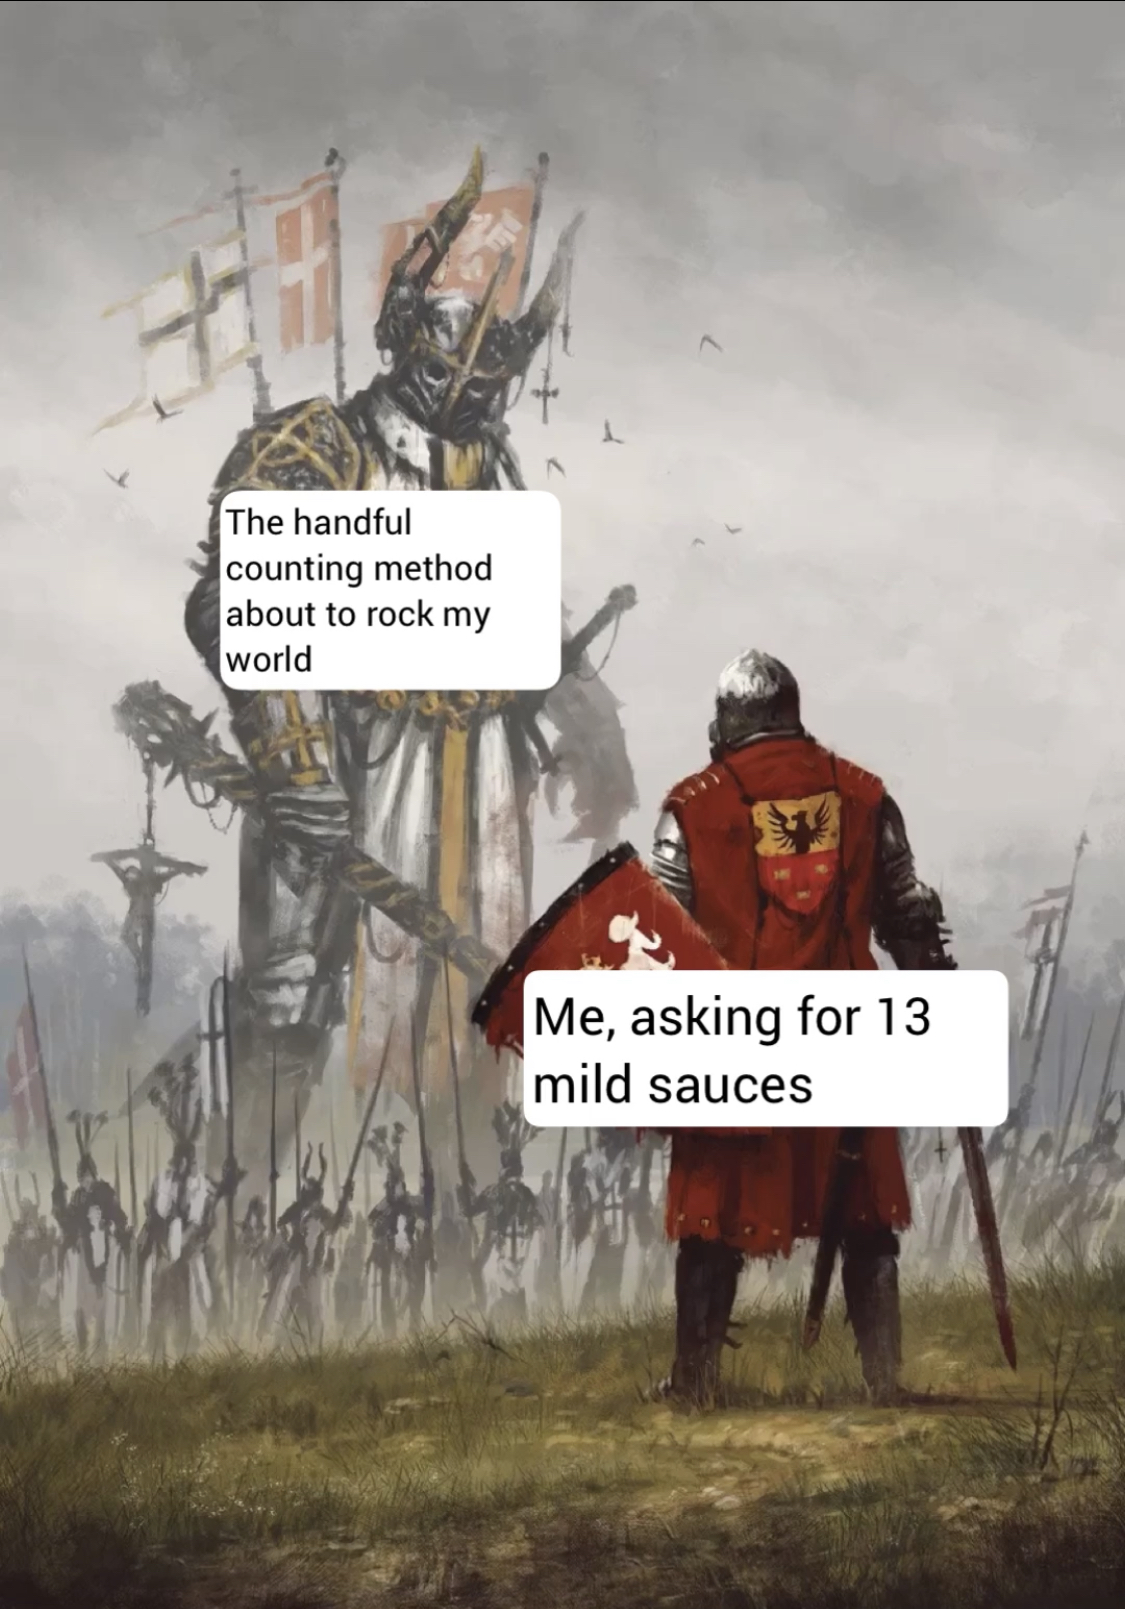 The handful
counting method
about to rock my
world
Me, asking for 13
mild sauces